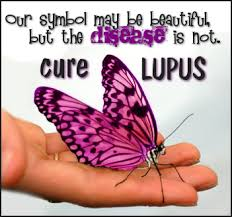 our symbol may be beautiful,
but the disease is not.
cure LUPUS